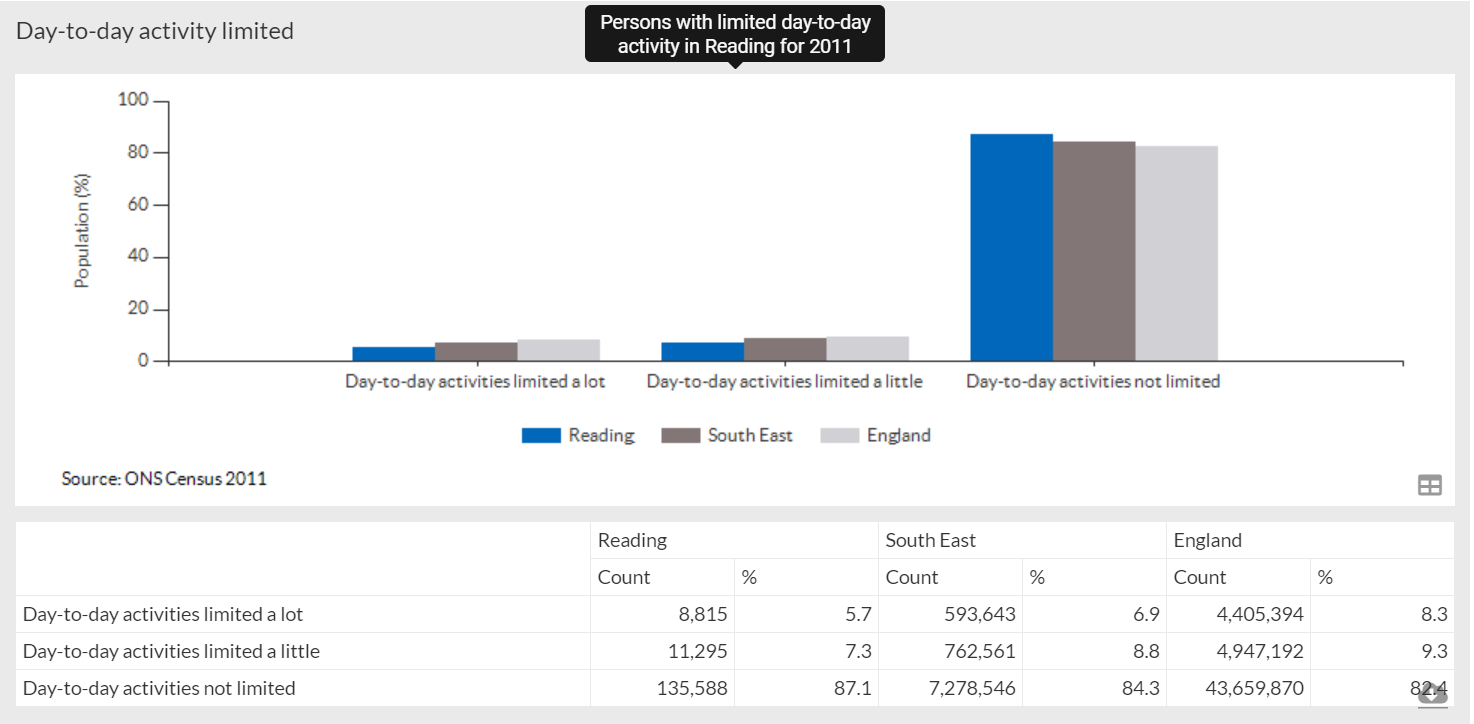 Day-to-day activity limited
Persons with limited day-to-day
activity in Reading for 2011
100
80
60
40
20
0
Population (%)
Day-to-day activities limited a lot Day-to-day activities limited a little Day-to-day activities not limited
Reading South East England
Source: ONS Census 2011
Reading South East England
Count % Count % Count %
Day-to-day activities limited a lot 8,815 5.7 593,643 6.9 4,405,394 8.3
Day-to-day activities limited a little 11,295 7.3 762,561 8.8 4,947,192 9.3
Day-to-day activities not limited 135,588 87.1 7,278,546 84.3 43,659,870 82.4